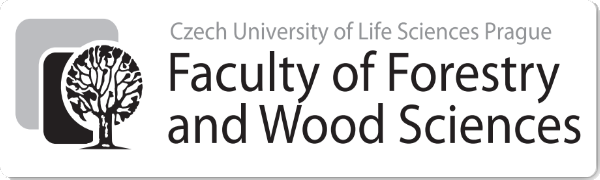 Czech University of Life Sciences Prague
Faculty of Forestry
and Wood Sciences